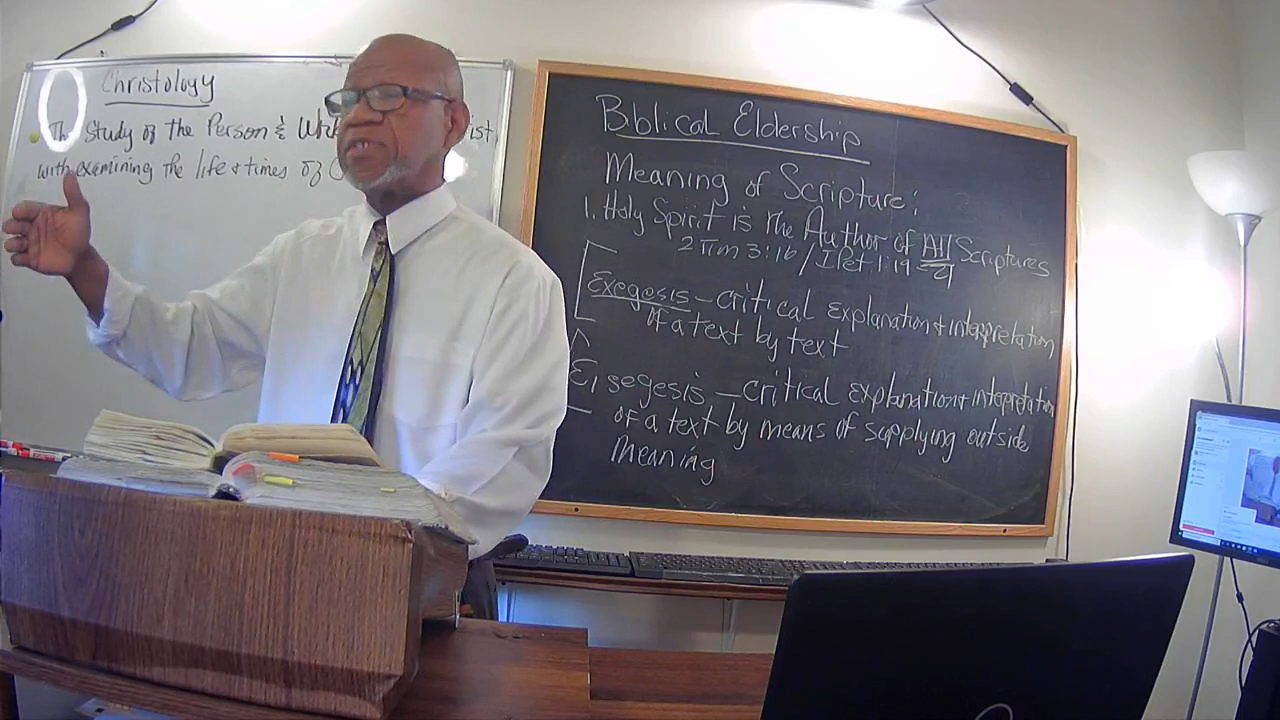 Christology
The Study of the Person & ist
with examining the life & times of
Biblical Eldership
Meaning of Scripture:
1. Holy Spirit is the Author of All Scriptures
2 Tim 3:16 / I Pet. 1:19-21
Exegesis - critical explanation & interpretation
of a text by text
Eisegesis - critical explanation & interpretation
of a text by means of supplying outside
meaning